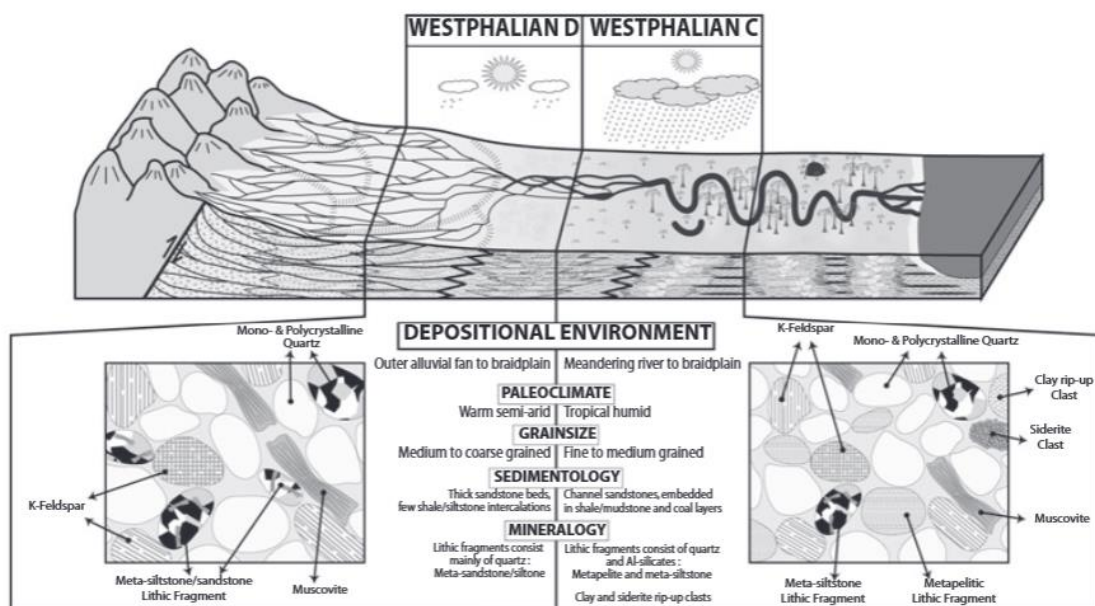 WESTPHALIAN D
WESTPHALIAN C
DEPOSITIONAL ENVIRONMENT
Outer alluvial fan to braidplain
Meandering river to braidplain
PALEOCLIMATE
Warm semi-arid
Tropical humid
GRAINSIZE
Medium to coarse grained
Fine to medium grained
SEDIMENTOLOGY
Thick sandstone beds,
few shale/siltstone intercalations
Channel sandstones, embedded
in shale/mudstone and coal layers
MINERALOGY
Lithic fragments consist
mainly of quartz :
Meta-sandstone/siltone
Lithic fragments consist of quartz
and Al-silicates :
Metapelite and meta-siltstone
Clay and siderite rip-up clasts
Mono- & Polycrystalline
Quartz
K-Feldspar
Meta-siltstone/sandstone
Lithic Fragment
Muscovite
K-Feldspar
Mono- & Polycrystalline Quartz
Clay rip-up
Clast
Siderite
Clast
Muscovite
Meta-siltstone
Lithic Fragment
Metapelitic
Lithic Fragment